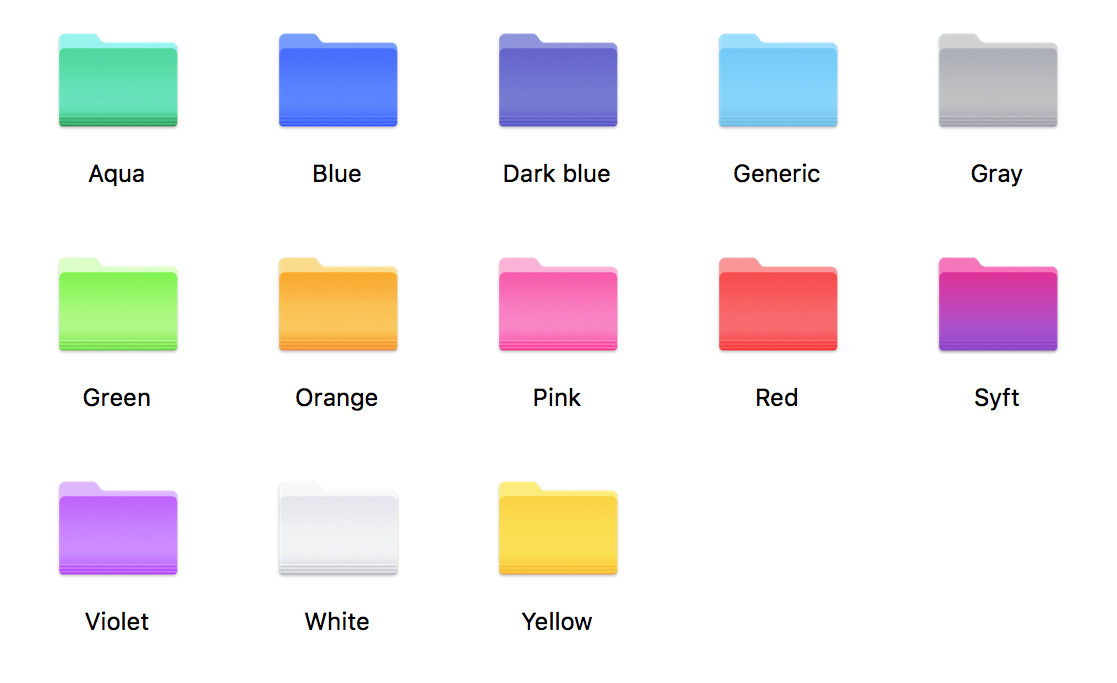 Aqua
Blue
Dark blue
Generic
Gray
Green
Orange
Pink
Red
Syft
Violet
White
Yellow